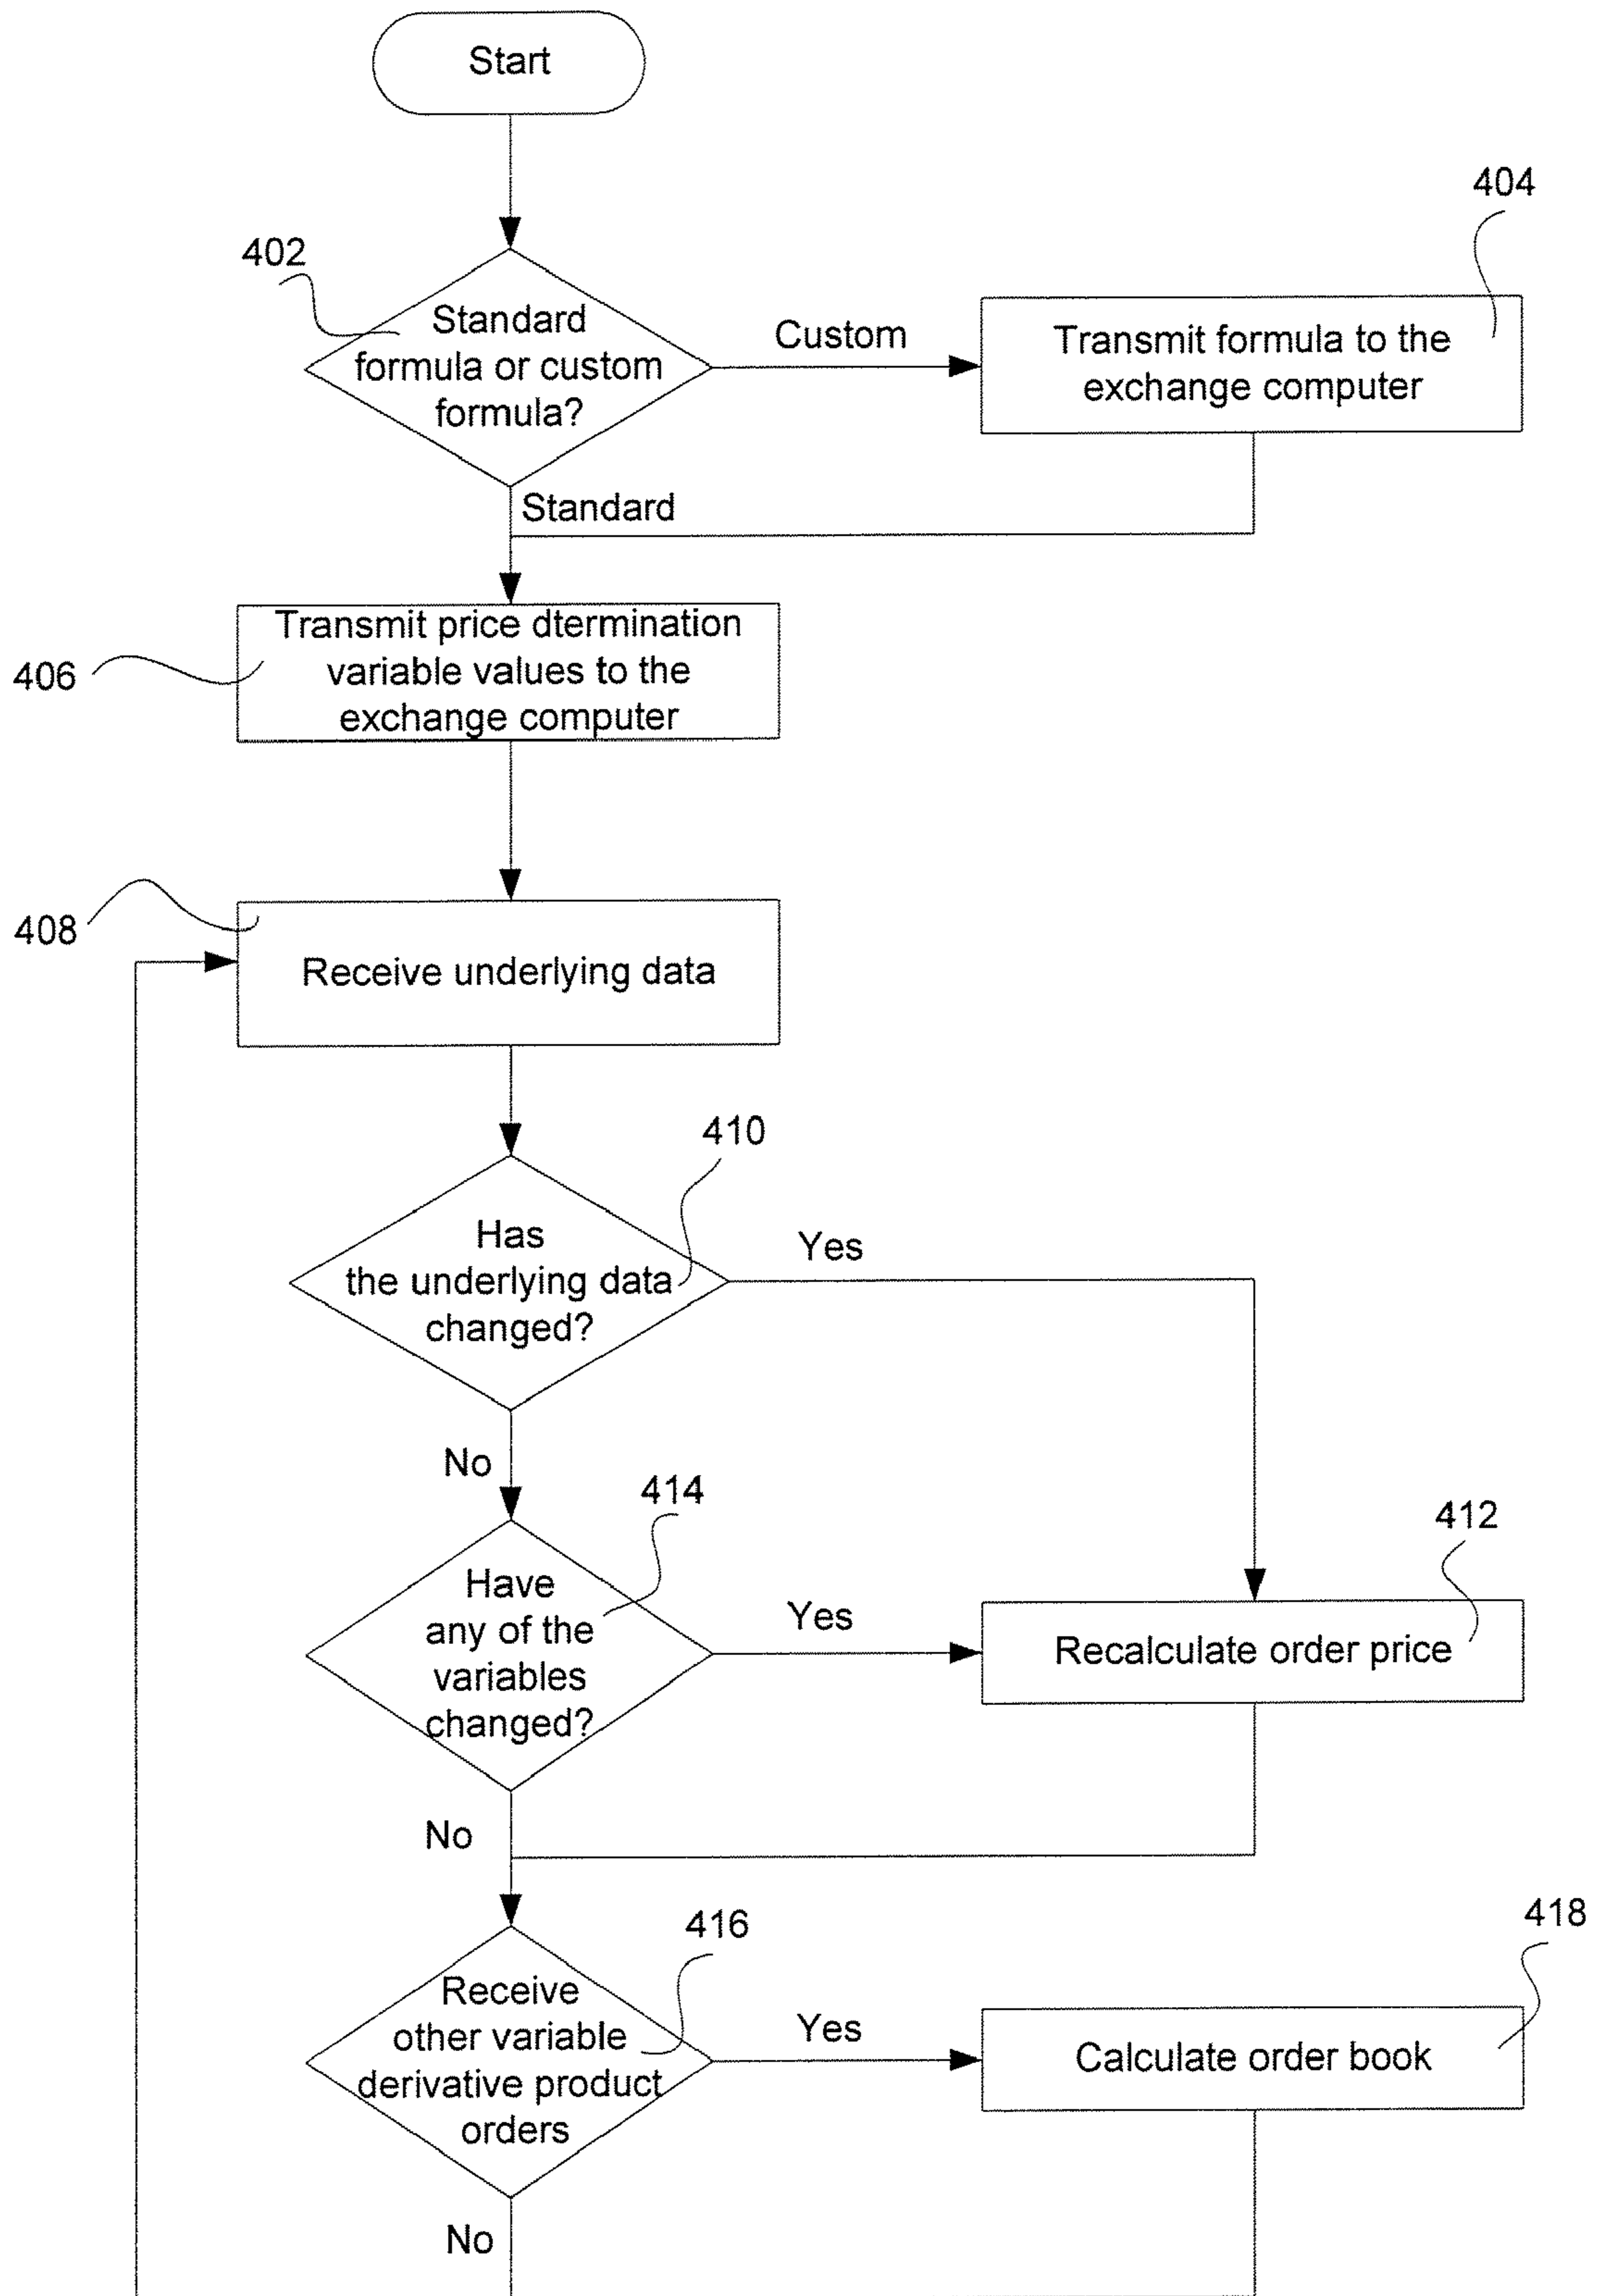 Start
404
402
Standard
formula or custom
formula?
Custom
Transmit formula to the
exchange computer
Standard
Transmit price dtermination
variable values to the
exchange computer
406
408
Receive underlying data
410
Has
the underlying data
changed?
Yes
No
414
412
Have
any of the
variables
changed?
Yes
Recalculate order price
No
416
418
Receive
other variable
derivative product
orders
Yes
Calculate order book
No